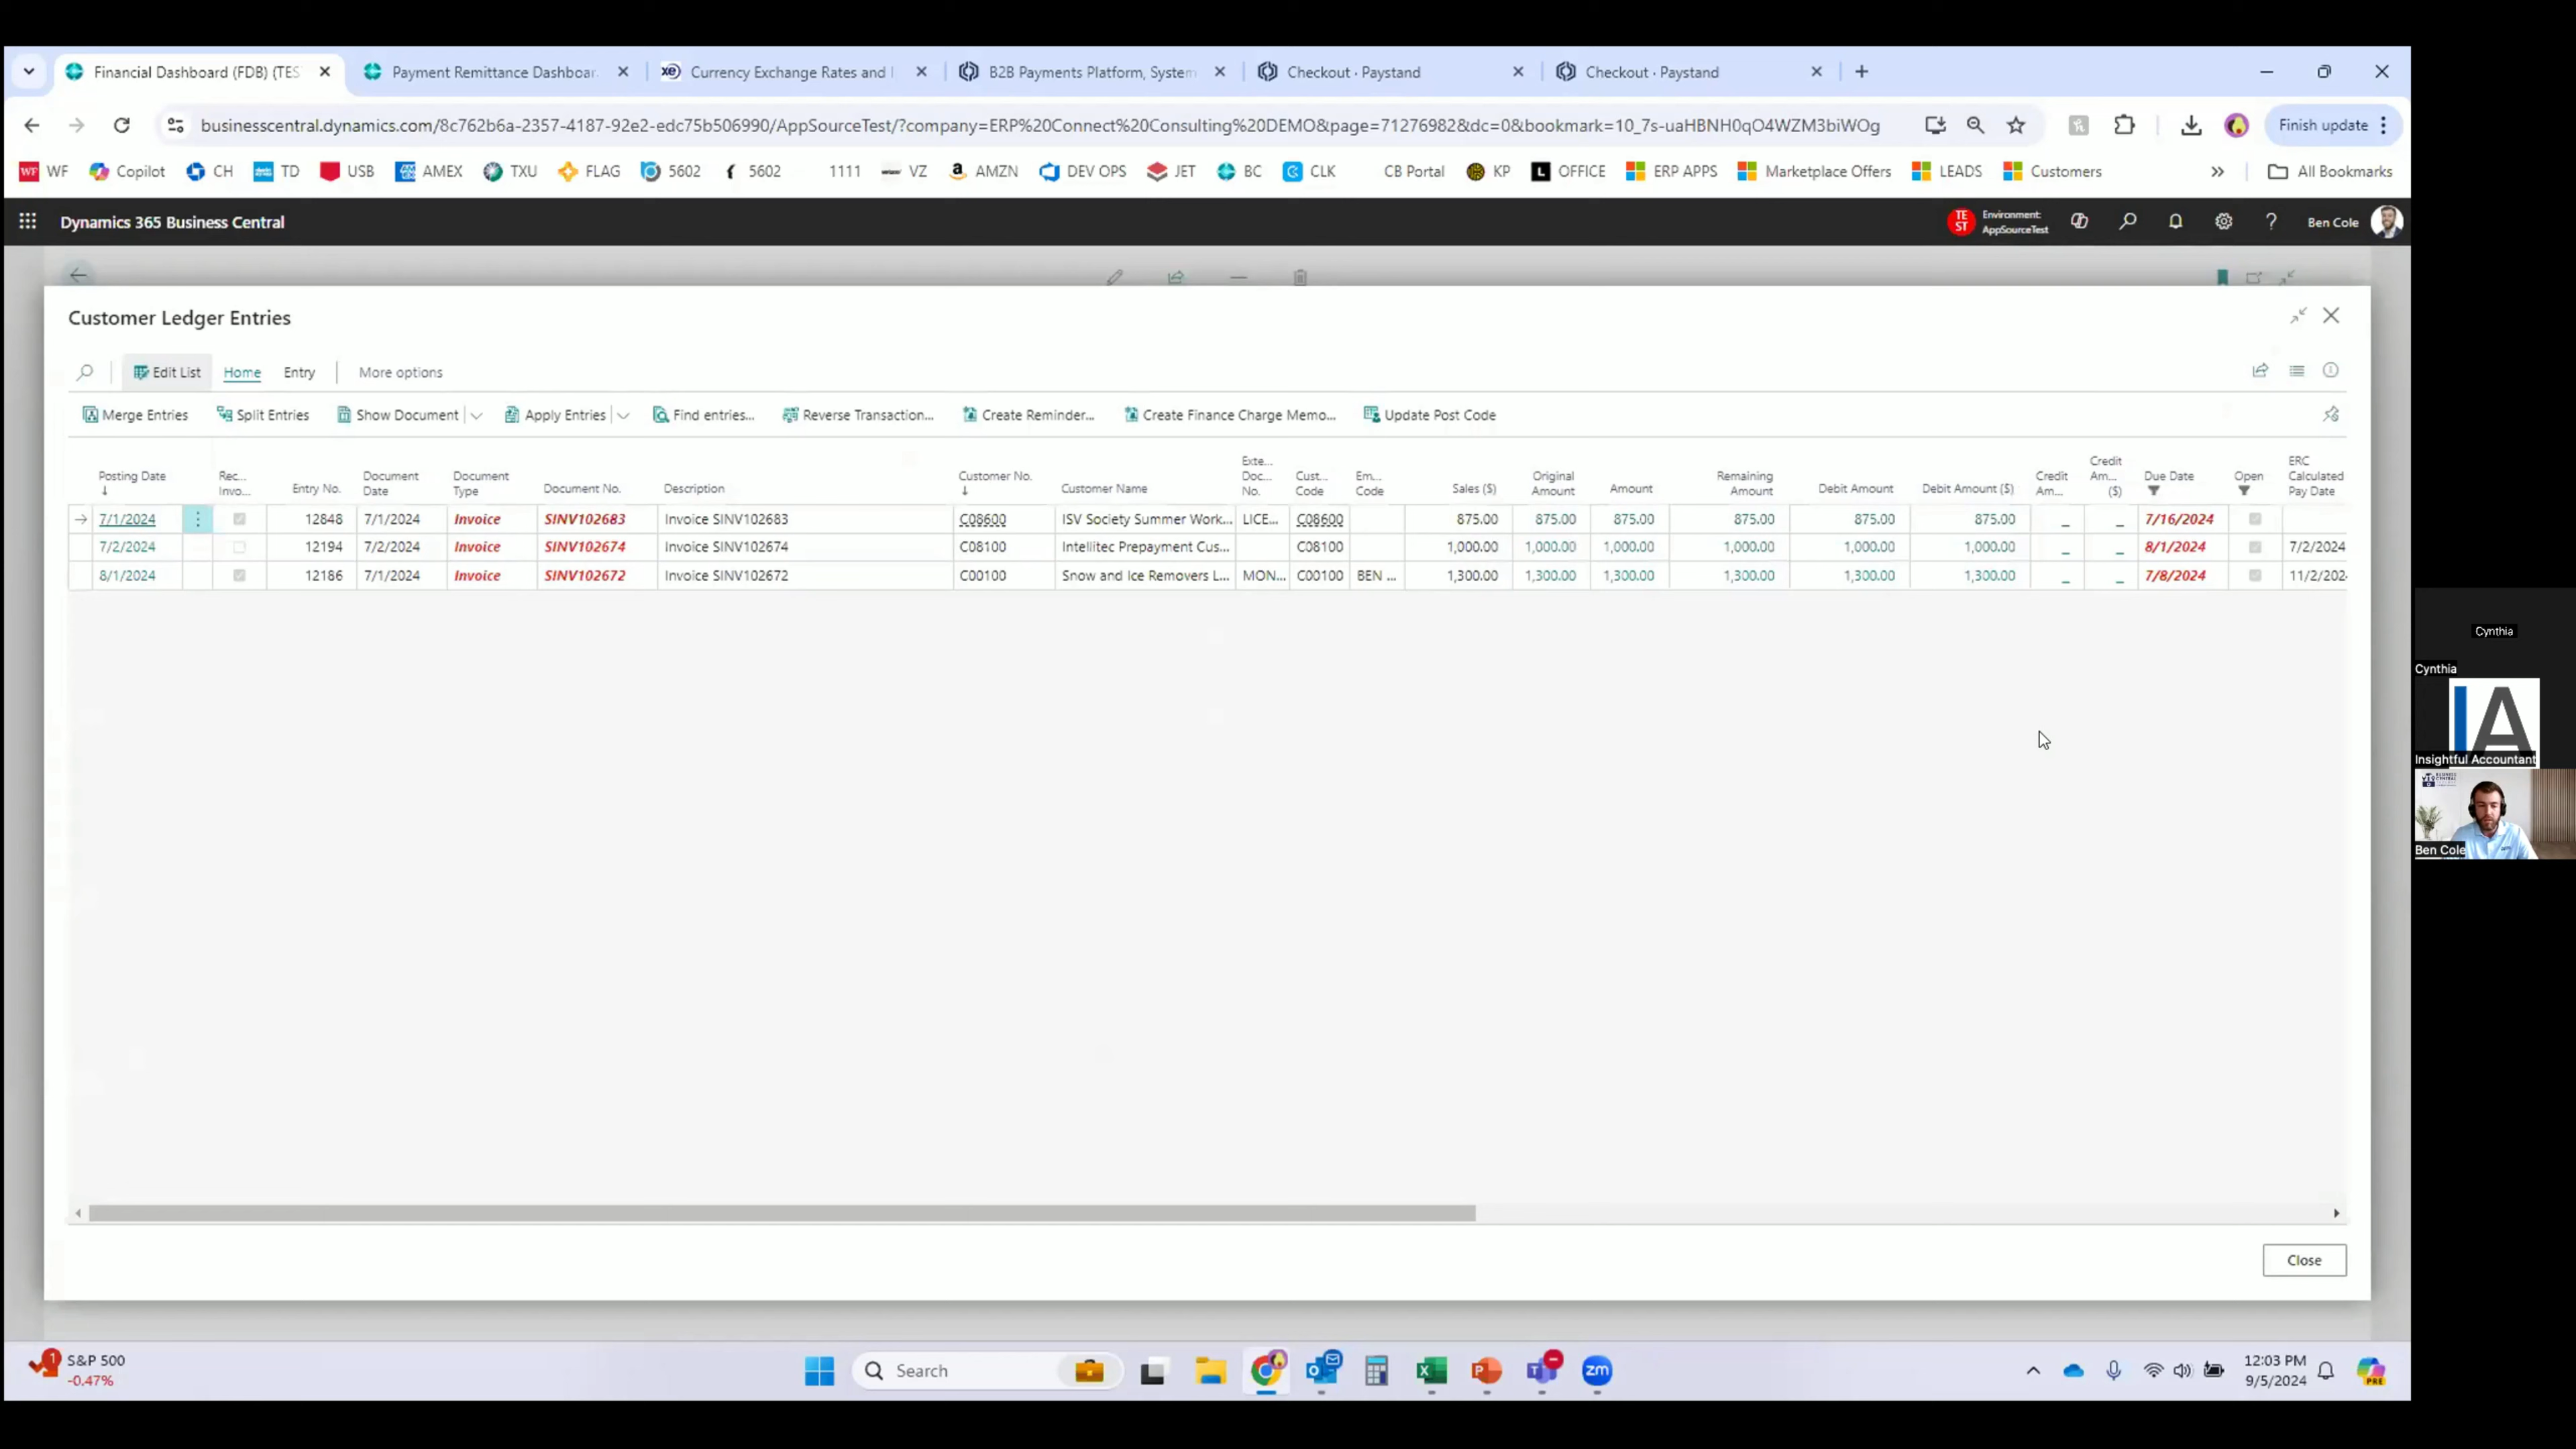 Financial Dashboard (FDB) (TES
Payment Remittance Dashboar
Currency Exchange Rates and
B2B Payments Platform, System
Checkout · Paystand
Checkout · Paystand
businesscentral.dynamics.com/8c762b6a-2357-4187-92e2-edc75b506990/AppSourceTest/?company=ERP%20Connect%20Consulting%20DEMO&page=71276982&dc=0&bookmark=10_7s-uaHBNH0qO4WZM3biWOg
Finish update
WF WF Copilot CH TD USB AMEX TXU FLAG 5602 5602 1111 VZ AMZN DEV OPS JET BC CLK CB Portal KP OFFICE ERP APPS Marketplace Offers LEADS Customers » All Bookmarks
Dynamics 365 Business Central
TE ST
Environment: AppSourceTest
Ben Cole
Customer Ledger Entries
Edit List Home Entry More options
Merge Entries Split Entries Show Document Apply Entries Find entries... Reverse Transaction... Create Reminder... Create Finance Charge Memo... Update Post Code
Posting Date ↓ Rec... Invo... Entry No. Document Date Document Type Document No. Description Customer No. ↓ Customer Name Exte... Doc... No. Cust... Code Em... Code Sales ($) Original Amount Amount Remaining Amount Debit Amount Debit Amount ($) Credit Am... Credit Am... ($) Due Date Open ERC Calculated Pay Date
7/1/2024 12848 7/1/2024 Invoice SINV102683 Invoice SINV102683 C08600 ISV Society Summer Work... LICE... C08600 875.00 875.00 875.00 875.00 875.00 875.00 _ _ 7/16/2024
7/2/2024 12194 7/2/2024 Invoice SINV102674 Invoice SINV102674 C08100 Intellitec Prepayment Cus... C08100 1,000.00 1,000.00 1,000.00 1,000.00 1,000.00 1,000.00 _ _ 8/1/2024 7/2/2024
8/1/2024 12186 7/1/2024 Invoice SINV102672 Invoice SINV102672 C00100 Snow and Ice Removers L... MON... C00100 BEN ... 1,300.00 1,300.00 1,300.00 1,300.00 1,300.00 1,300.00 _ _ 7/8/2024 11/2/202
Close
Cynthia
Cynthia
IA
Insightful Accountant
Ben Cole
1
S&P 500
-0.47%
Search
zm
12:03 PM
9/5/2024
PRE